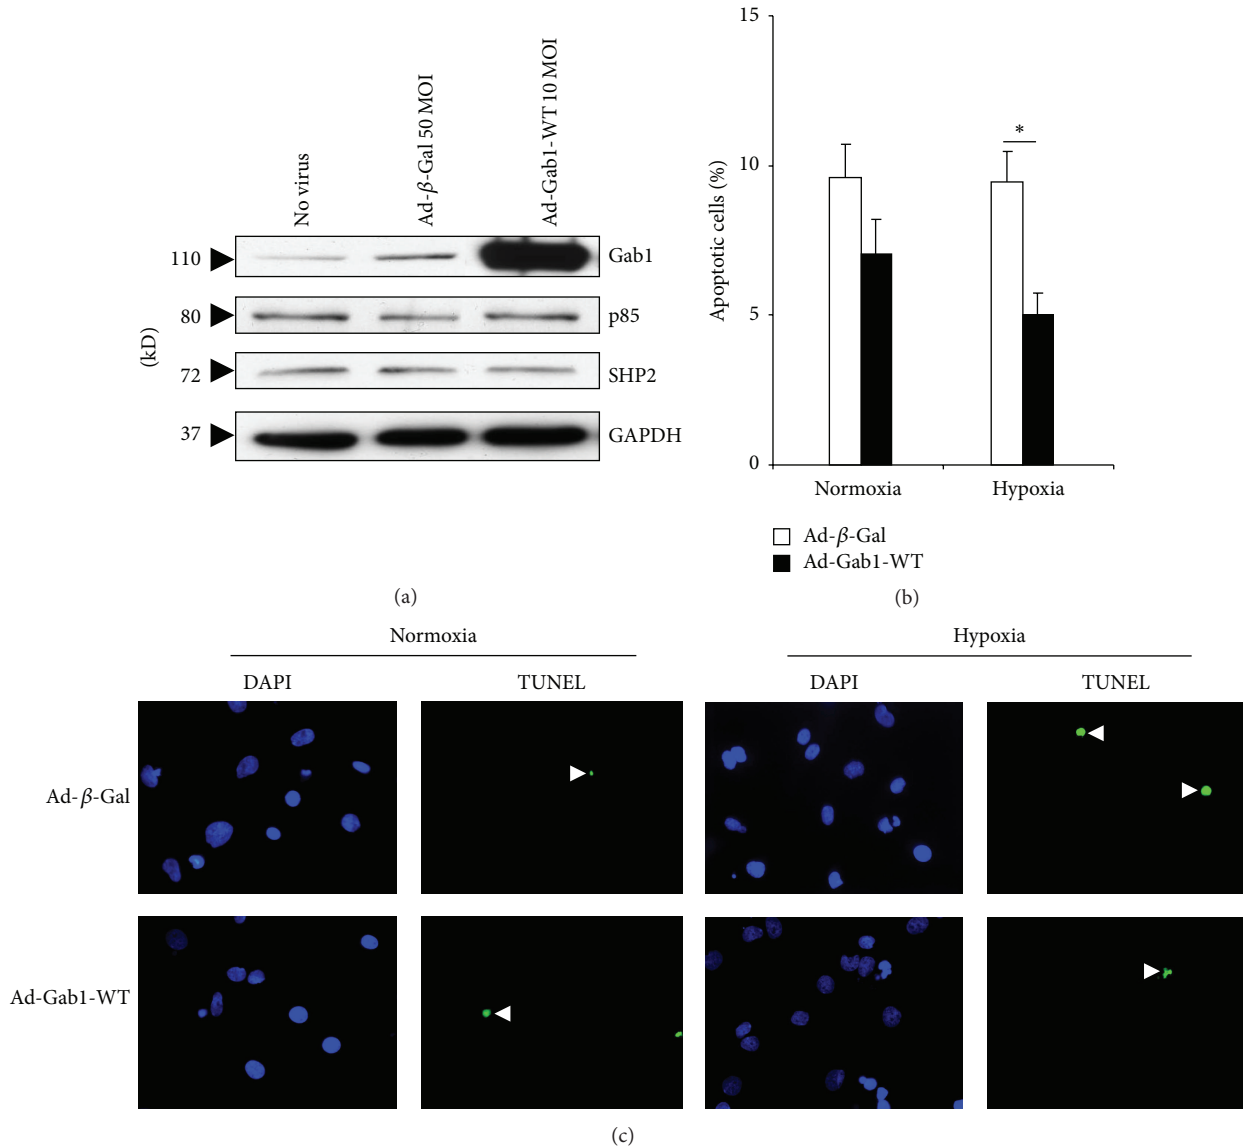 No virus
Ad-β-Gal 50 MOI
Ad-Gab1-WT 10 MOI
110
Gab1
80
p85
(kD)
72
SHP2
37
GAPDH
(a)
15
10
5
0
Apoptotic cells (%)
*
Normoxia
Hypoxia
Ad-β-Gal
Ad-Gab1-WT
(b)
Normoxia
Hypoxia
DAPI
TUNEL
DAPI
TUNEL
Ad-β-Gal
Ad-Gab1-WT
(c)